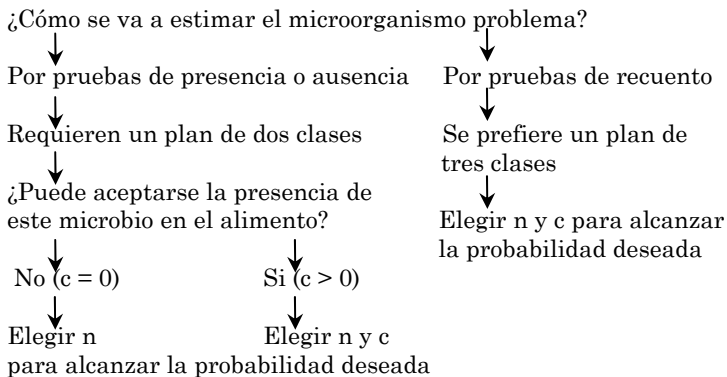 ¿Cómo se va a estimar el microorganismo problema?
Por pruebas de presencia o ausencia
Por pruebas de recuento
Requieren un plan de dos clases
Se prefiere un plan de
tres clases
¿Puede aceptarse la presencia de
este microbio en el alimento?
Elegir n y c para alcanzar
la probabilidad deseada
No (c = 0)
Si (c > 0)
Elegir n
Elegir n y c
para alcanzar la probabilidad deseada